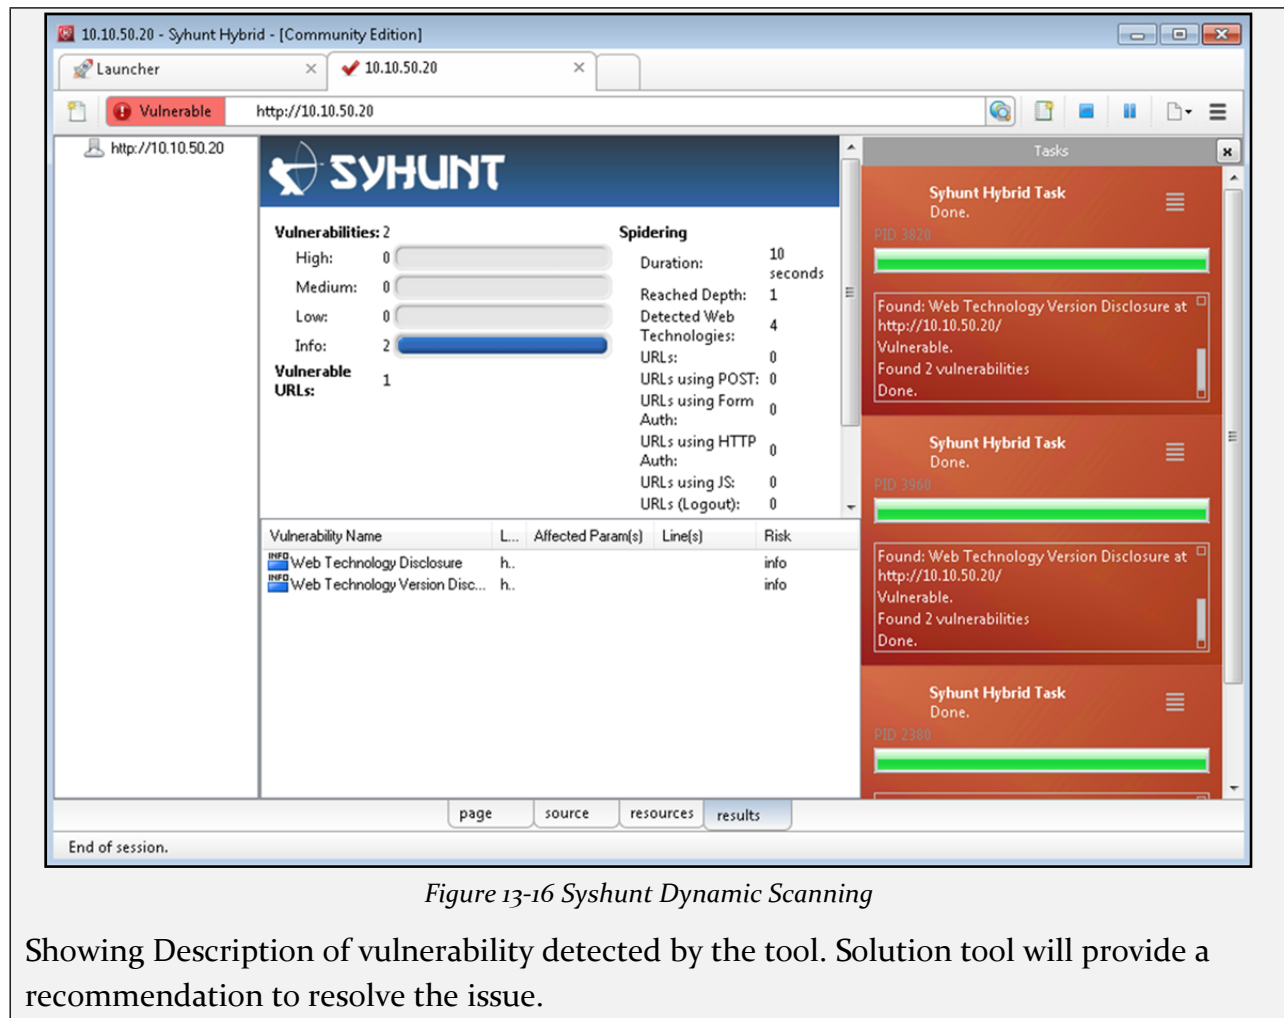 10.10.50.20 - Syhunt Hybrid - [Community Edition]
Launcher
10.10.50.20
Vulnerable
http://10.10.50.20
http://10.10.50.20
SYHUNT
Vulnerabilities: 2
High: 0
Medium: 0
Low: 0
Info: 2
Vulnerable
URLs: 1
Spidering
Duration: 10
seconds
Reached Depth: 1
Detected Web
Technologies: 4
URLs: 0
URLs using POST: 0
URLs using Form
Auth: 0
URLs using HTTP
Auth: 0
URLs using JS: 0
URLs (Logout): 0
Vulnerability Name L... Affected Param(s) Line(s) Risk
INFO Web Technology Disclosure h.. info
INFO Web Technology Version Disc... h.. info
Tasks
Syhunt Hybrid Task
Done.
PID 3820
Found: Web Technology Version Disclosure at
http://10.10.50.20/
Vulnerable.
Found 2 vulnerabilities
Done.
Syhunt Hybrid Task
Done.
PID 3960
Found: Web Technology Version Disclosure at
http://10.10.50.20/
Vulnerable.
Found 2 vulnerabilities
Done.
Syhunt Hybrid Task
Done.
PID 2380
page source resources results
End of session.
Figure 13-16 Syshunt Dynamic Scanning
Showing Description of vulnerability detected by the tool. Solution tool will provide a
recommendation to resolve the issue.